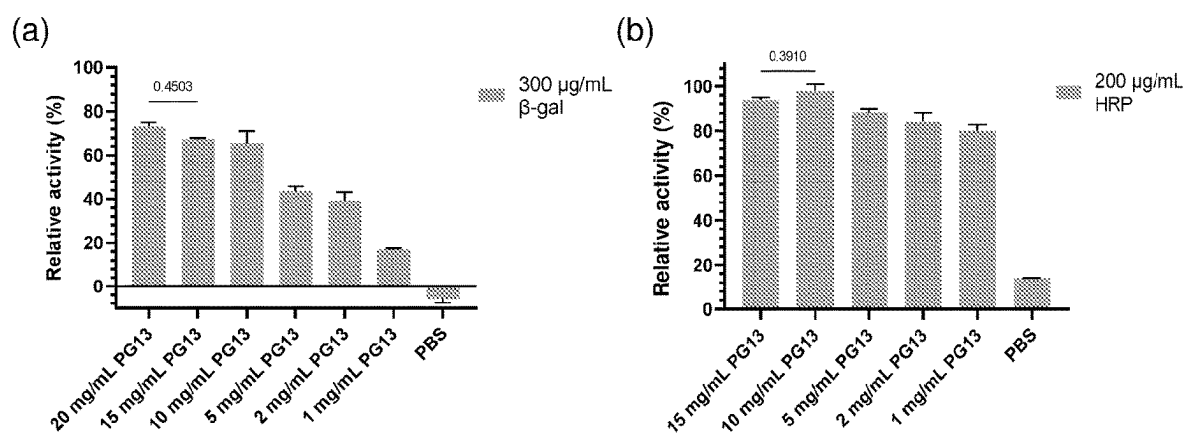 (a)
0.4503
300 µg/mL
β-gal
Relative activity (%)
100
80
60
40
20
0
20 mg/mL PG13
15 mg/mL PG13
10 mg/mL PG13
5 mg/mL PG13
2 mg/mL PG13
1 mg/mL PG13
PBS
(b)
0.3910
200 µg/mL
HRP
Relative activity (%)
100
80
60
40
20
0
15 mg/mL PG13
10 mg/mL PG13
5 mg/mL PG13
2 mg/mL PG13
1 mg/mL PG13
PBS